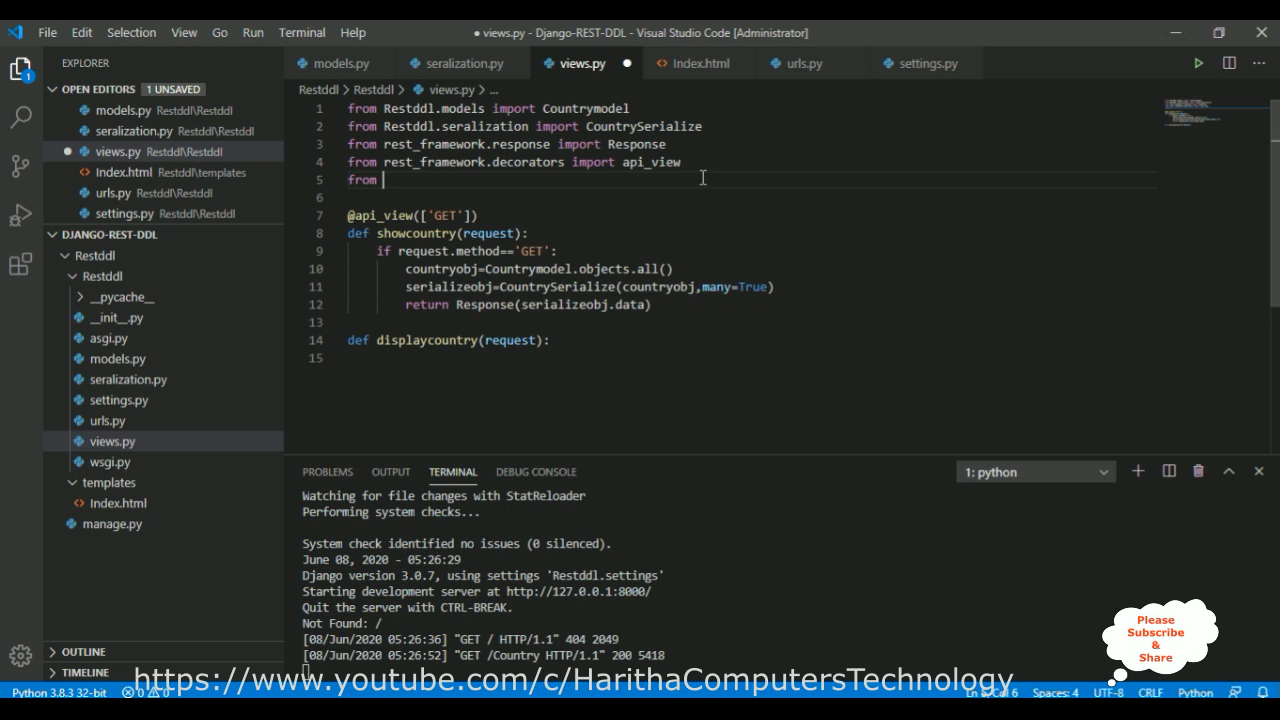 File Edit Selection View Go Run Terminal Help
● views.py - Django-REST-DDL - Visual Studio Code [Administrator]
EXPLORER
OPEN EDITORS 1 UNSAVED
models.py Restddl\Restddl
seralization.py Restddl\Restddl
views.py Restddl\Restddl
Index.html Restddl\templates
urls.py Restddl\Restddl
settings.py Restddl\Restddl
DJANGO-REST-DDL
Restddl
Restddl
__pycache__
__init__.py
asgi.py
models.py
seralization.py
settings.py
urls.py
views.py
wsgi.py
templates
Index.html
manage.py
OUTLINE
TIMELINE
models.py seralization.py views.py Index.html urls.py settings.py
Restddl > Restddl > views.py > ...
1 from Restddl.models import Countrymodel
2 from Restddl.seralization import CountrySerialize
3 from rest_framework.response import Response
4 from rest_framework.decorators import api_view
5 from
6
7 @api_view(['GET'])
8 def showcountry(request):
9 if request.method=='GET':
10 countryobj=Countrymodel.objects.all()
11 serializeobj=CountrySerialize(countryobj,many=True)
12 return Response(serializeobj.data)
13
14 def displaycountry(request):
15
PROBLEMS OUTPUT TERMINAL DEBUG CONSOLE 1: python
Watching for file changes with StatReloader
Performing system checks...
System check identified no issues (0 silenced).
June 08, 2020 - 05:26:29
Django version 3.0.7, using settings 'Restddl.settings'
Starting development server at http://127.0.0.1:8000/
Quit the server with CTRL-BREAK.
Not Found: /
[08/Jun/2020 05:26:36] "GET / HTTP/1.1" 404 2049
[08/Jun/2020 05:26:52] "GET /Country HTTP/1.1" 200 5418
Please
Subscribe
&
Share
https://www.youtube.com/c/HarithaComputersTechnology
Python 3.8.3 32-bit 0 0 Ln 5, Col 6 Spaces: 4 UTF-8 CRLF Python